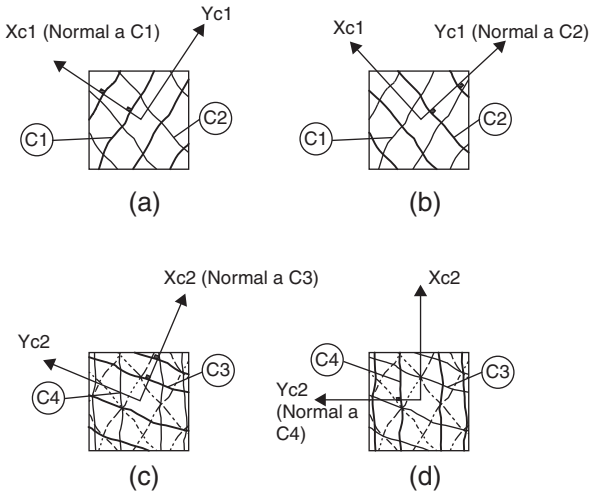 Yc1
Xc1 (Normal a C1)
C1
C2
(a)
Xc1
Yc1 (Normal a C2)
C1
C2
(b)
Xc2 (Normal a C3)
Yc2
C3
C4
(c)
Xc2
C4
C3
Yc2
(Normal a
C4)
(d)